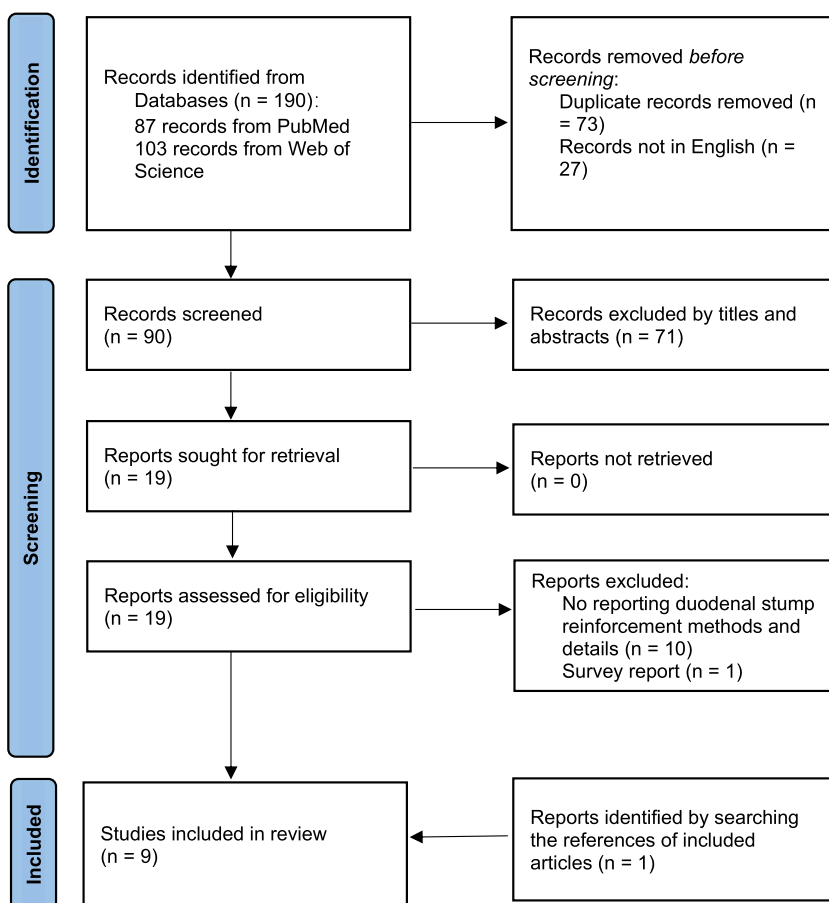 Identification
Records identified from
Databases (n = 190):
87 records from PubMed
103 records from Web of
Science
Records removed before
screening:
Duplicate records removed (n
= 73)
Records not in English (n =
27)
Screening
Records screened
(n = 90)
Records excluded by titles and
abstracts (n = 71)
Reports sought for retrieval
(n = 19)
Reports not retrieved
(n = 0)
Reports assessed for eligibility
(n = 19)
Reports excluded:
No reporting duodenal stump
reinforcement methods and
details (n = 10)
Survey report (n = 1)
Included
Studies included in review
(n = 9)
Reports identified by searching
the references of included
articles (n = 1)